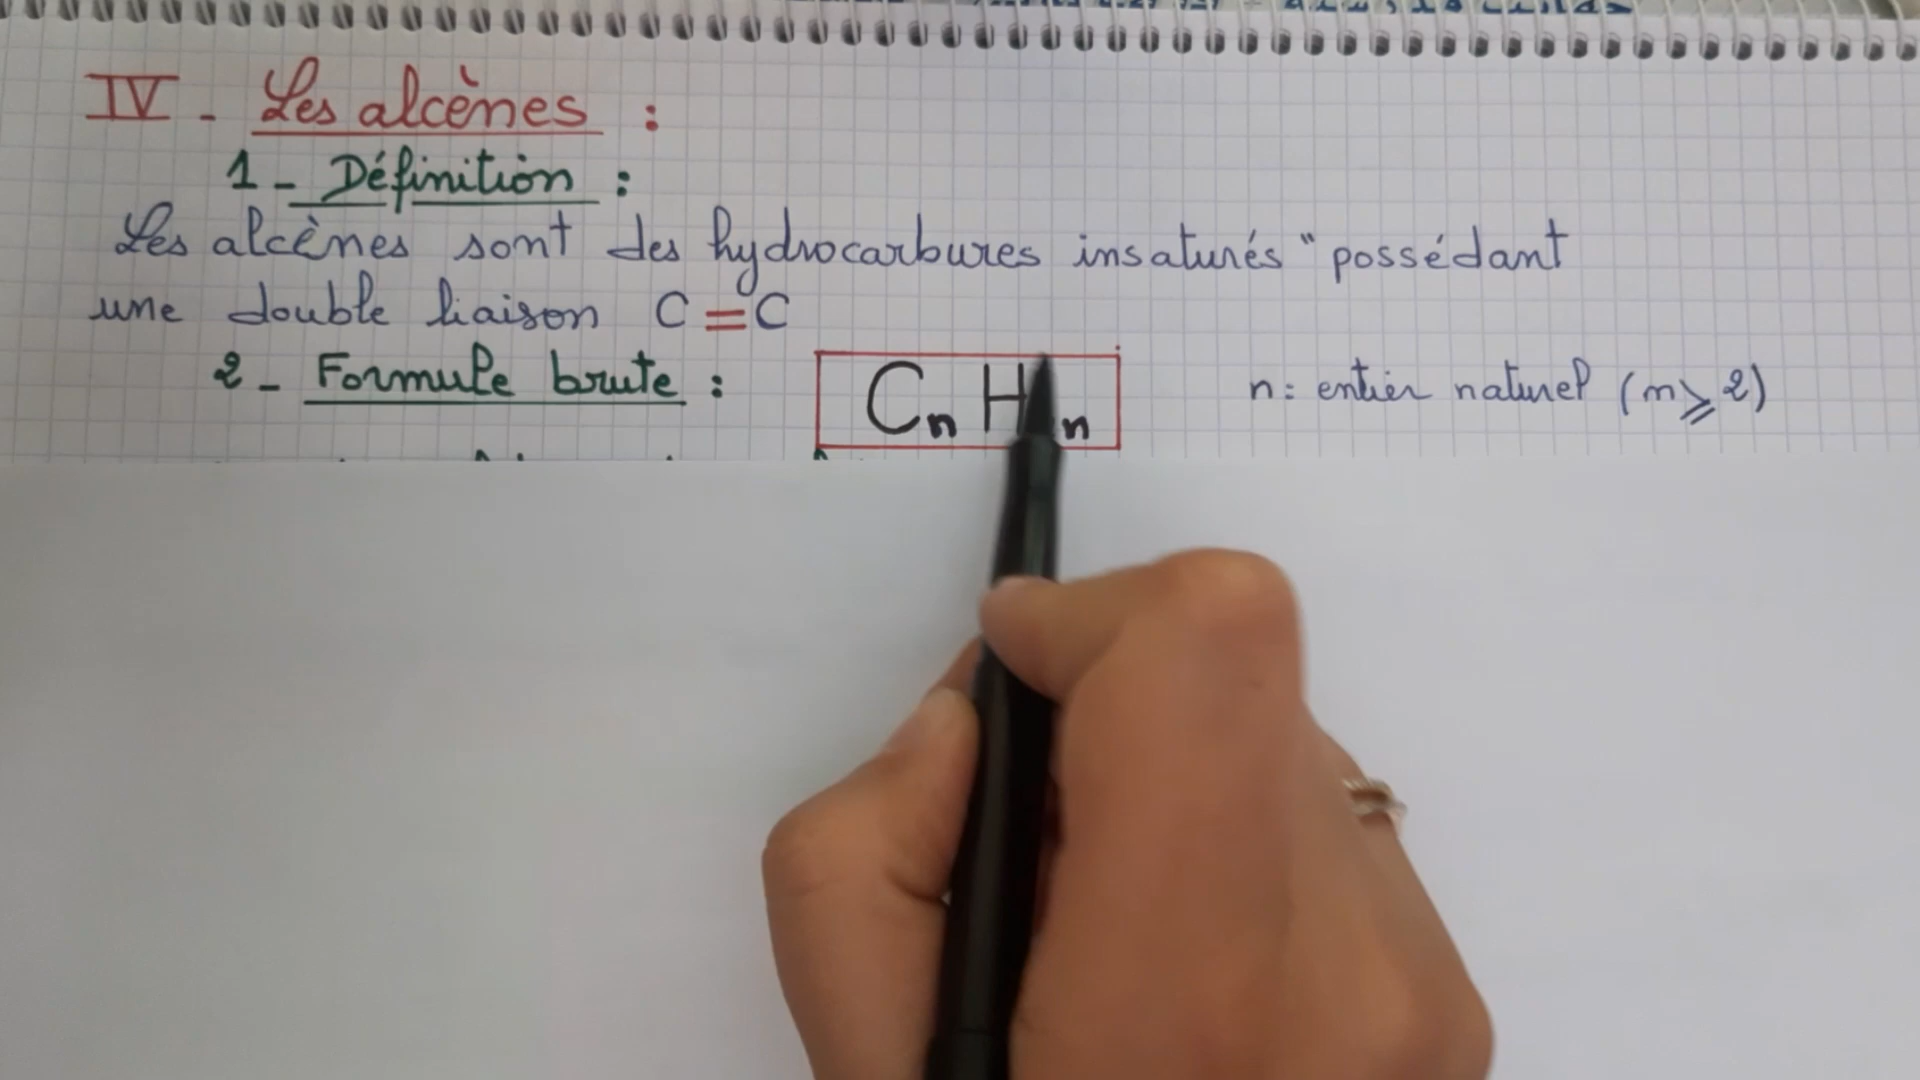 IV - Les alcènes :
1 - Définition :
Les alcènes sont des hydrocarbures insaturés " possédant
une double liaison C = C
2 - Formule brute : Cn H n n : entier naturel (n ≥ 2)